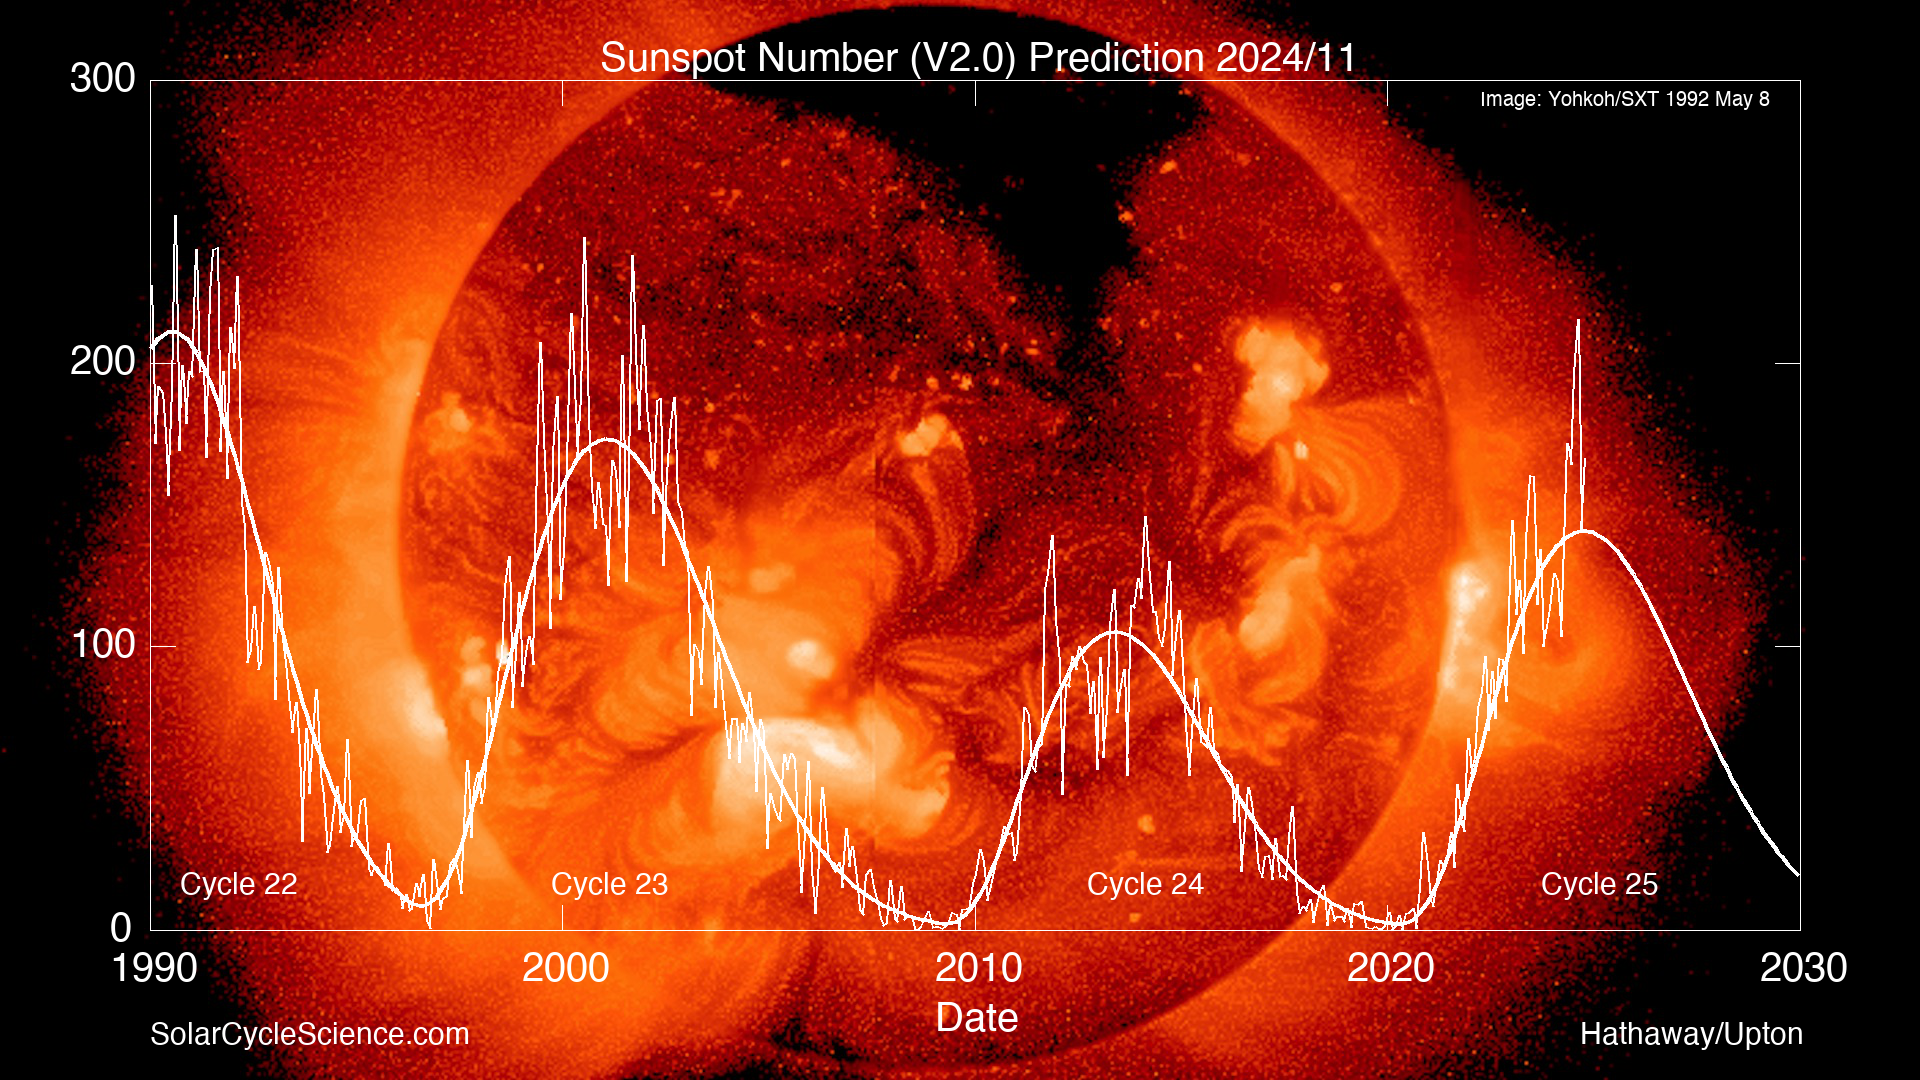 Sunspot Number (V2.0) Prediction 2024/11
300
Image: Yohkoh/SXT 1992 May 8
200
100
Cycle 22
Cycle 23
Cycle 24
Cycle 25
0
1990
2000
2010
2020
2030
Date
SolarCycleScience.com
Hathaway/Upton